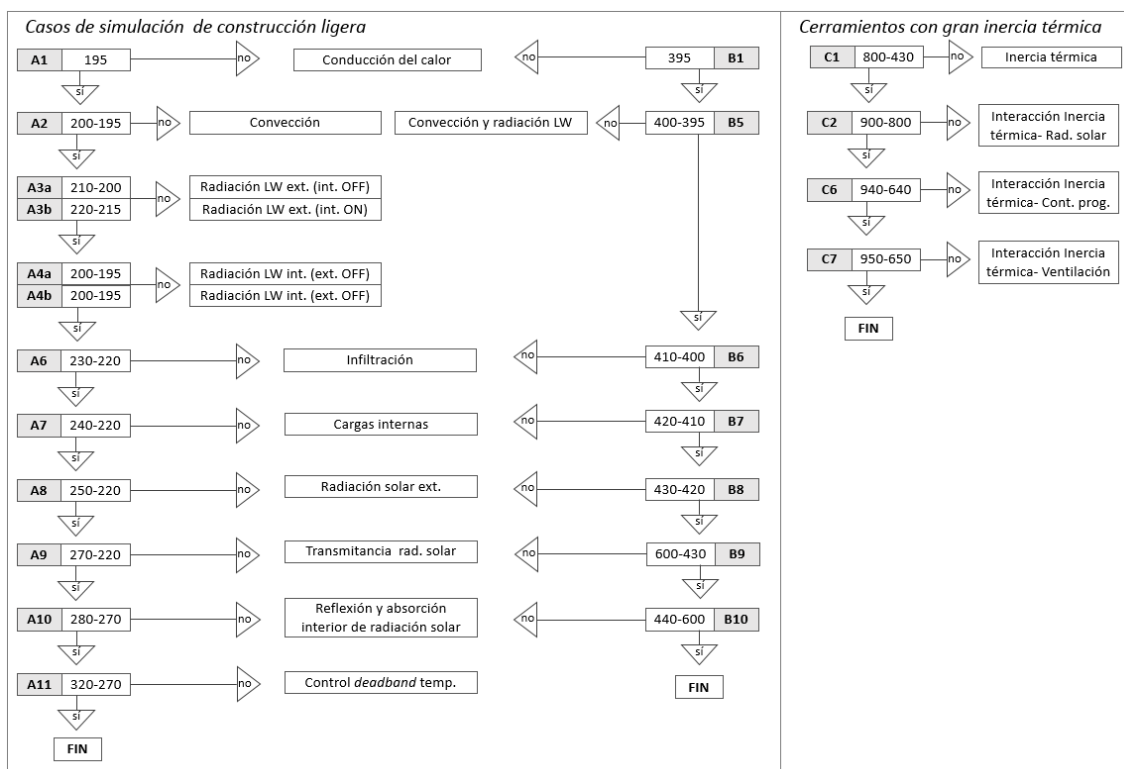 Casos de simulación de construcción ligera
A1 195 no Conducción del calor no 395 B1
sí sí
A2 200-195 no Convección Convección y radiación LW no 400-395 B5
sí sí
A3a 210-200 Radiación LW ext. (int. OFF)
no
A3b 220-215 Radiación LW ext. (int. ON)
sí
A4a 200-195 Radiación LW int. (ext. OFF)
no
A4b 200-195 Radiación LW int. (ext. OFF)
sí sí
A6 230-220 no Infiltración no 410-400 B6
sí sí
A7 240-220 no Cargas internas no 420-410 B7
sí sí
A8 250-220 no Radiación solar ext. no 430-420 B8
sí sí
A9 270-220 no Transmitancia rad. solar no 600-430 B9
sí sí
A10 280-270 no Reflexión y absorción
interior de radiación solar no 440-600 B10
sí sí
A11 320-270 no Control deadband temp. FIN
sí
FIN
Cerramientos con gran inercia térmica
C1 800-430 no Inercia térmica
sí
C2 900-800 no Interacción Inercia
térmica- Rad. solar
sí
C6 940-640 no Interacción Inercia
térmica- Cont. prog.
sí
C7 950-650 no Interacción Inercia
térmica- Ventilación
sí
FIN